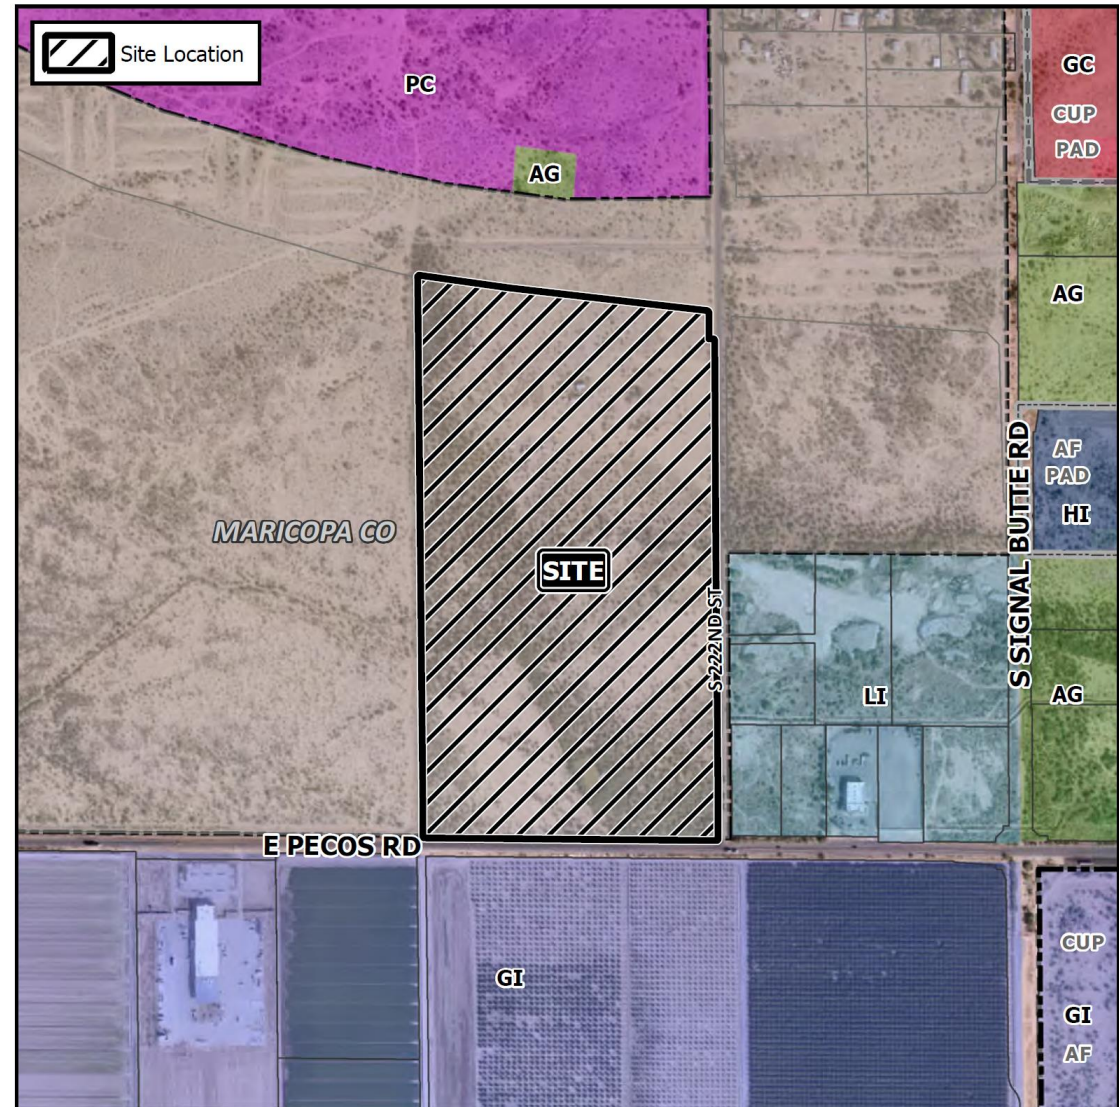 Site Location
PC
GC
CUP
PAD
AG
AG
MARICOPA CO
AF
PAD
HI
SITE
S 222ND ST
S SIGNAL BUTTE RD
LI
AG
E PECOS RD
GI
CUP
GI
AF